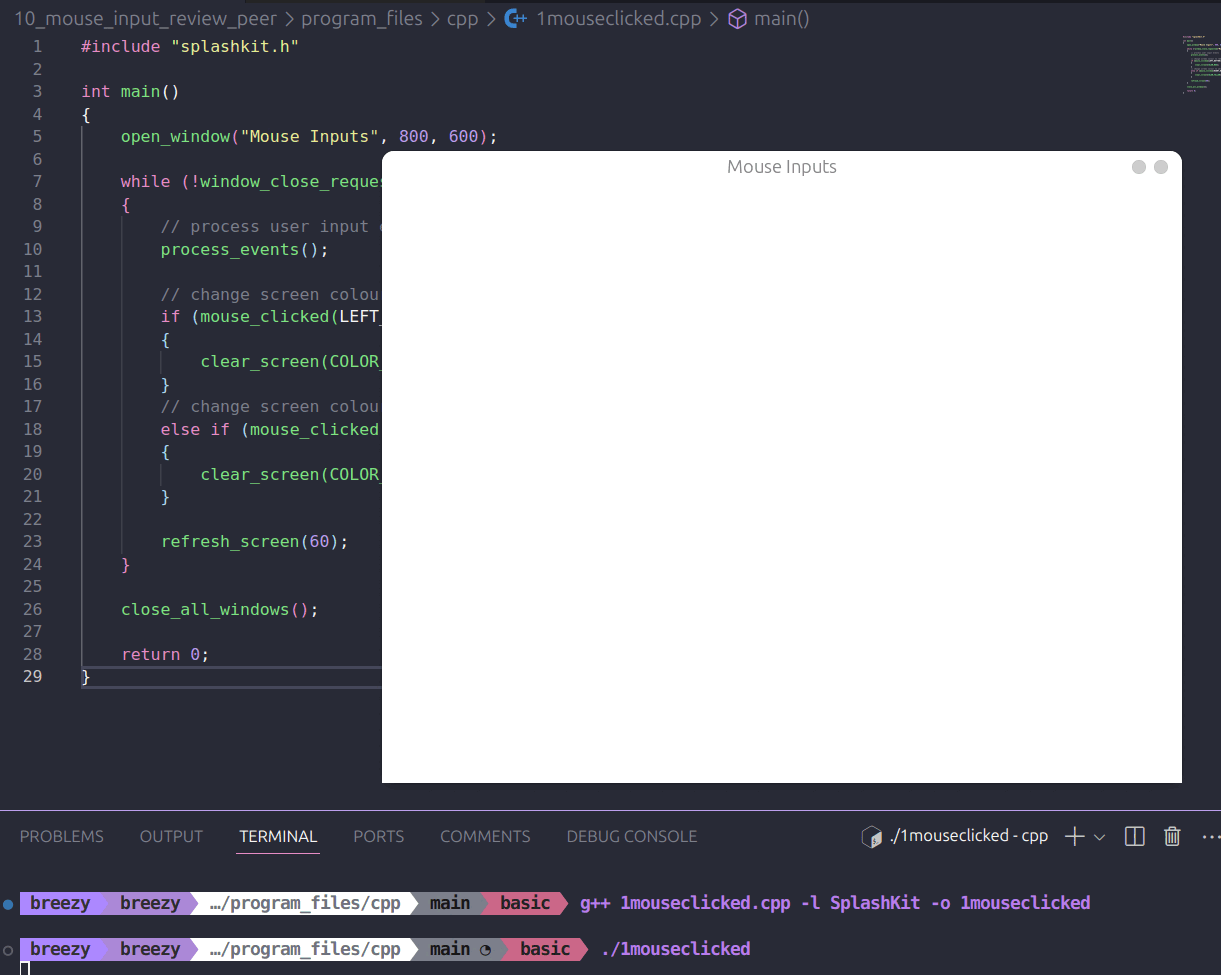 10_mouse_input_review_peer > program_files > cpp > 1mouseclicked.cpp > main()
1 #include "splashkit.h"
2
3 int main()
4 {
5 open_window("Mouse Inputs", 800, 600);
6
Mouse Inputs
7 while (!window_close_reques
8 {
9 // process user input
10 process_events();
11
12 // change screen colou
13 if (mouse_clicked(LEFT_
14 {
15 clear_screen(COLOR_
16 }
17 // change screen colou
18 else if (mouse_clicked
19 {
20 clear_screen(COLOR_
21 }
22
23 refresh_screen(60);
24 }
25
26 close_all_windows();
27
28 return 0;
29 }
PROBLEMS OUTPUT TERMINAL PORTS COMMENTS DEBUG CONSOLE ./1mouseclicked - cpp
breezy breezy …/program_files/cpp main basic g++ 1mouseclicked.cpp -l SplashKit -o 1mouseclicked
breezy breezy …/program_files/cpp main basic ./1mouseclicked